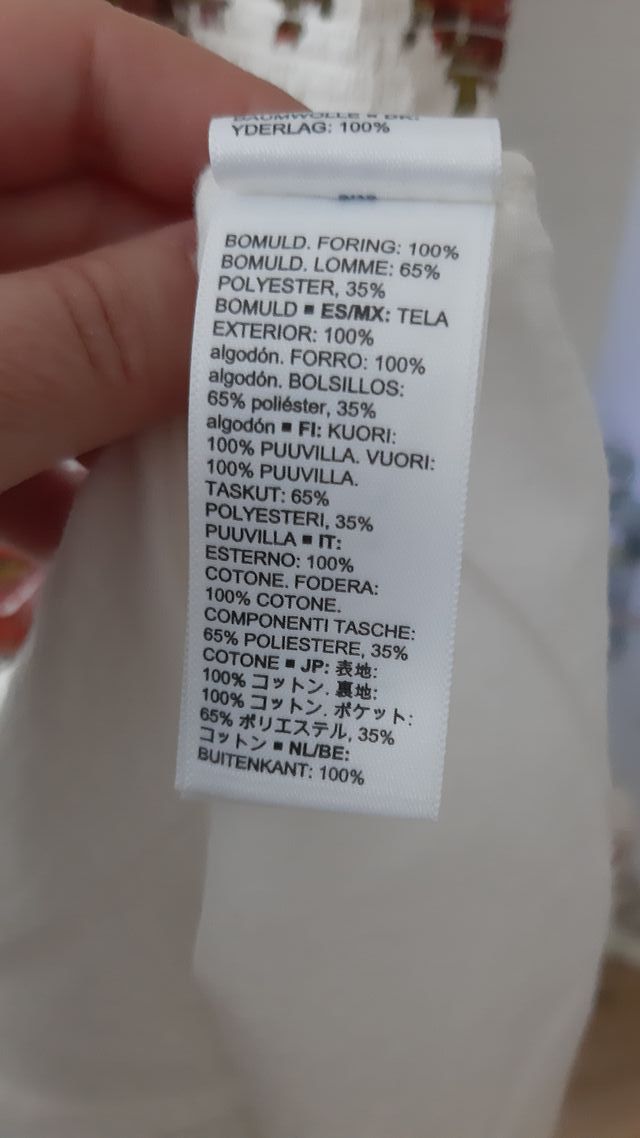 BAUMWOLLE ■ DK:
YDERLAG: 100%
BOMULD. FORING: 100%
BOMULD. LOMME: 65%
POLYESTER, 35%
BOMULD ■ ES/MX: TELA
EXTERIOR: 100%
algodón. FORRO: 100%
algodón. BOLSILLOS:
65% poliéster, 35%
algodón ■ FI: KUORI:
100% PUUVILLA. VUORI:
100% PUUVILLA.
TASKUT: 65%
POLYESTERI, 35%
PUUVILLA ■ IT:
ESTERNO: 100%
COTONE. FODERA:
100% COTONE.
COMPONENTI TASCHE:
65% POLIESTERE, 35%
COTONE ■ JP: 表地:
100% コットン. 裏地:
100% コットン. ポケット:
65% ポリエステル, 35%
コットン ■ NL/BE:
BUITENKANT: 100%